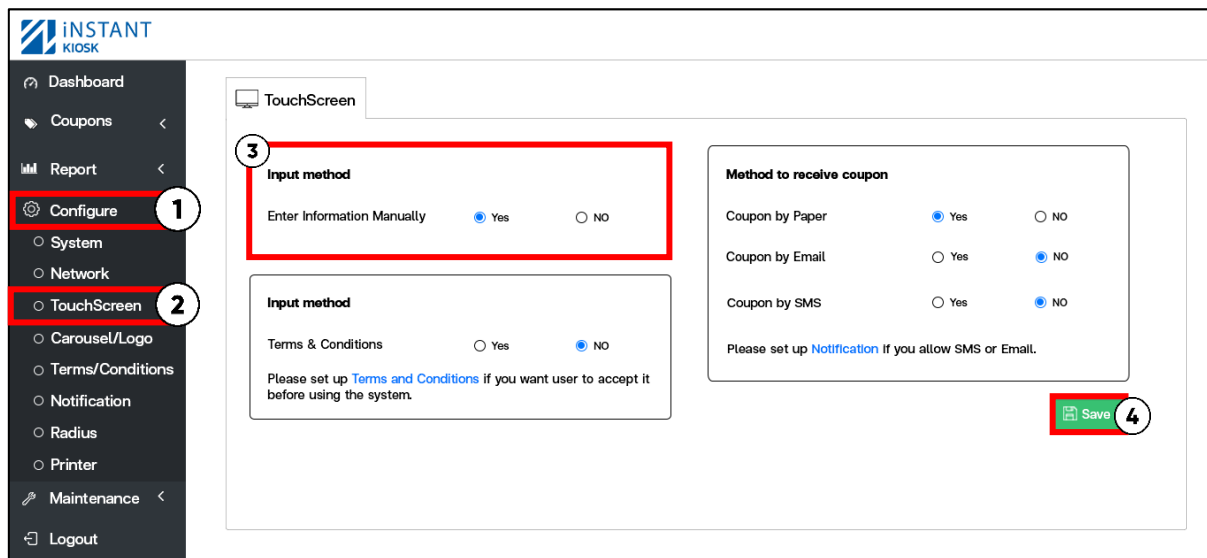 iNSTANT
KIOSK
Dashboard
Coupons
Report
Configure
1
System
Network
TouchScreen
2
Carousel/Logo
Terms/Conditions
Notification
Radius
Printer
Maintenance
Logout
TouchScreen
3
Input method
Enter Information Manually Yes NO
Input method
Terms & Conditions Yes NO
Please set up Terms and Conditions if you want user to accept it
before using the system.
Method to receive coupon
Coupon by Paper Yes NO
Coupon by Email Yes NO
Coupon by SMS Yes NO
Please set up Notification if you allow SMS or Email.
Save
4